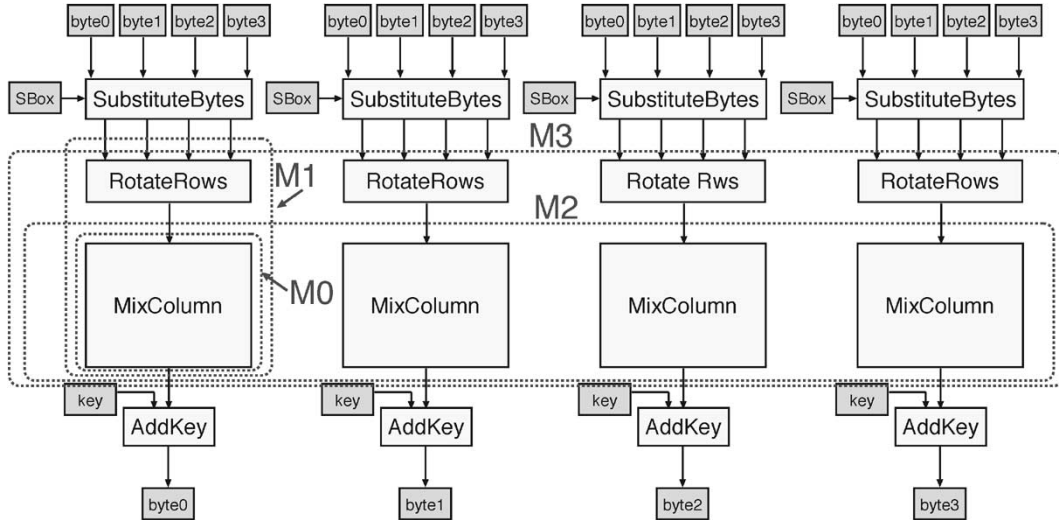 byte0 byte1 byte2 byte3 byte0 byte1 byte2 byte3 byte0 byte1 byte2 byte3 byte0 byte1 byte2 byte3
SBox SubstituteBytes SBox SubstituteBytes SBox SubstituteBytes SBox SubstituteBytes
M3
RotateRows M1 RotateRows Rotate Rws RotateRows
M2
MixColumn M0 MixColumn MixColumn MixColumn
key key key key
AddKey AddKey AddKey AddKey
byte0 byte1 byte2 byte3